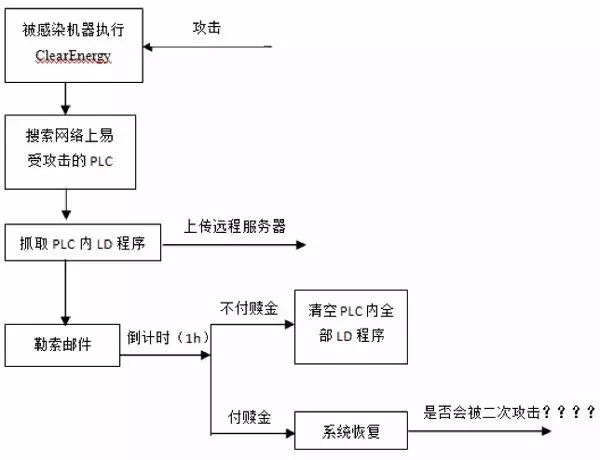 被感染机器执行
ClearEnergy
攻击
搜索网络上易
受攻击的 PLC
抓取 PLC 内 LD 程序
上传远程服务器
不付赎金
清空 PLC 内全
部 LD 程序
勒索邮件
倒计时（1h）
付赎金
系统恢复
是否会被二次攻击？？？？